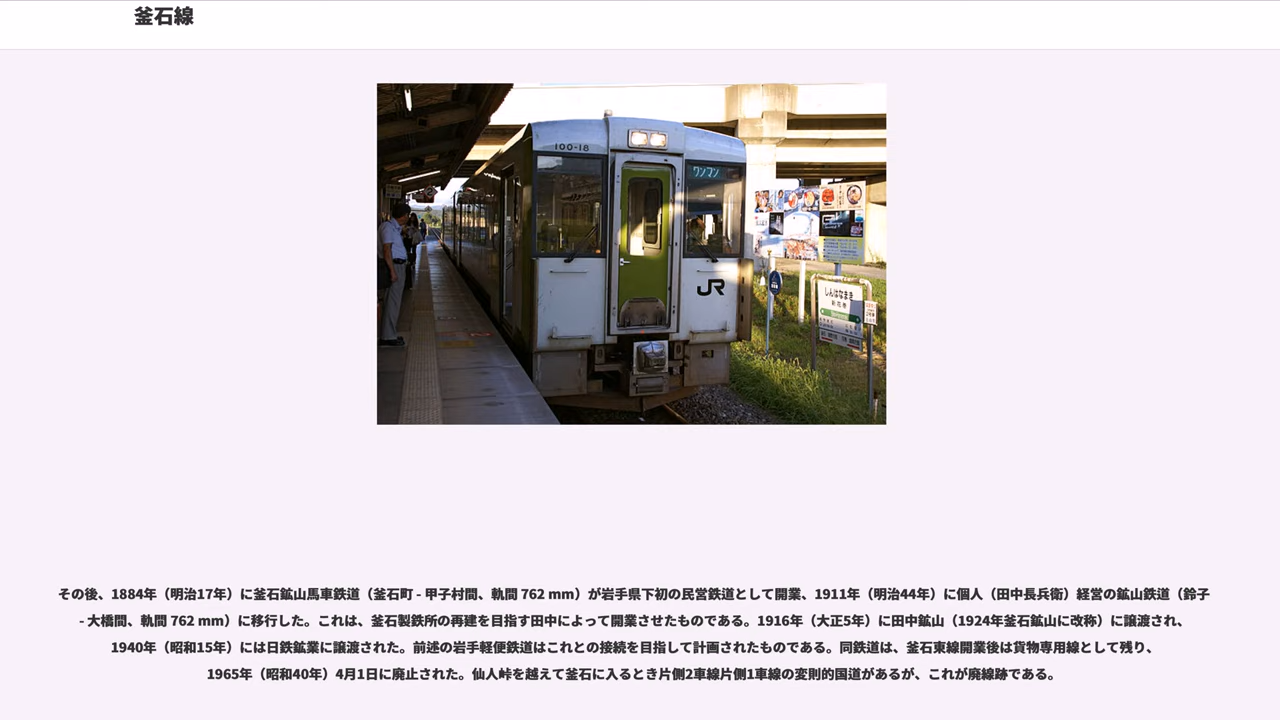 釜石線
100-18
ワンマン
JR
しんはなまき
新花巻
その後、1884年（明治17年）に釜石鉱山馬車鉄道（釜石町 - 甲子村間、軌間 762 mm）が岩手県下初の民営鉄道として開業、1911年（明治44年）に個人（田中長兵衛）経営の鉱山鉄道（鈴子
- 大橋間、軌間 762 mm）に移行した。これは、釜石製鉄所の再建を目指す田中によって開業させたものである。1916年（大正5年）に田中鉱山（1924年釜石鉱山に改称）に譲渡され、
1940年（昭和15年）には日鉄鉱業に譲渡された。前述の岩手軽便鉄道はこれとの接続を目指して計画されたものである。同鉄道は、釜石東線開業後は貨物専用線として残り、
1965年（昭和40年）4月1日に廃止された。仙人峠を越えて釜石に入るとき片側2車線片側1車線の変則的国道があるが、これが廃線跡である。